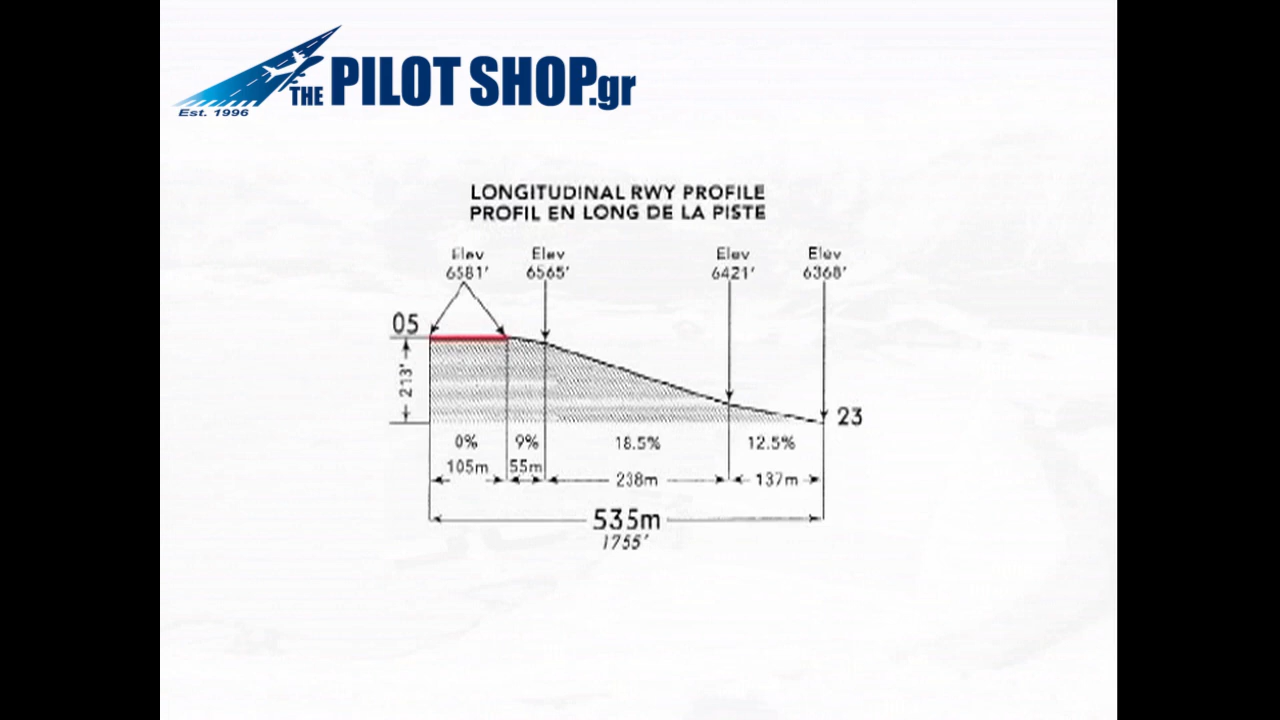 THE PILOT SHOP.gr
Est. 1996
LONGITUDINAL RWY PROFILE
PROFIL EN LONG DE LA PISTE
Elev Elev Elev Elev
6581' 6565' 6421' 6368'
05
213'
23
0% 9% 18.5% 12.5%
105m 55m 238m 137m
535m
1755'